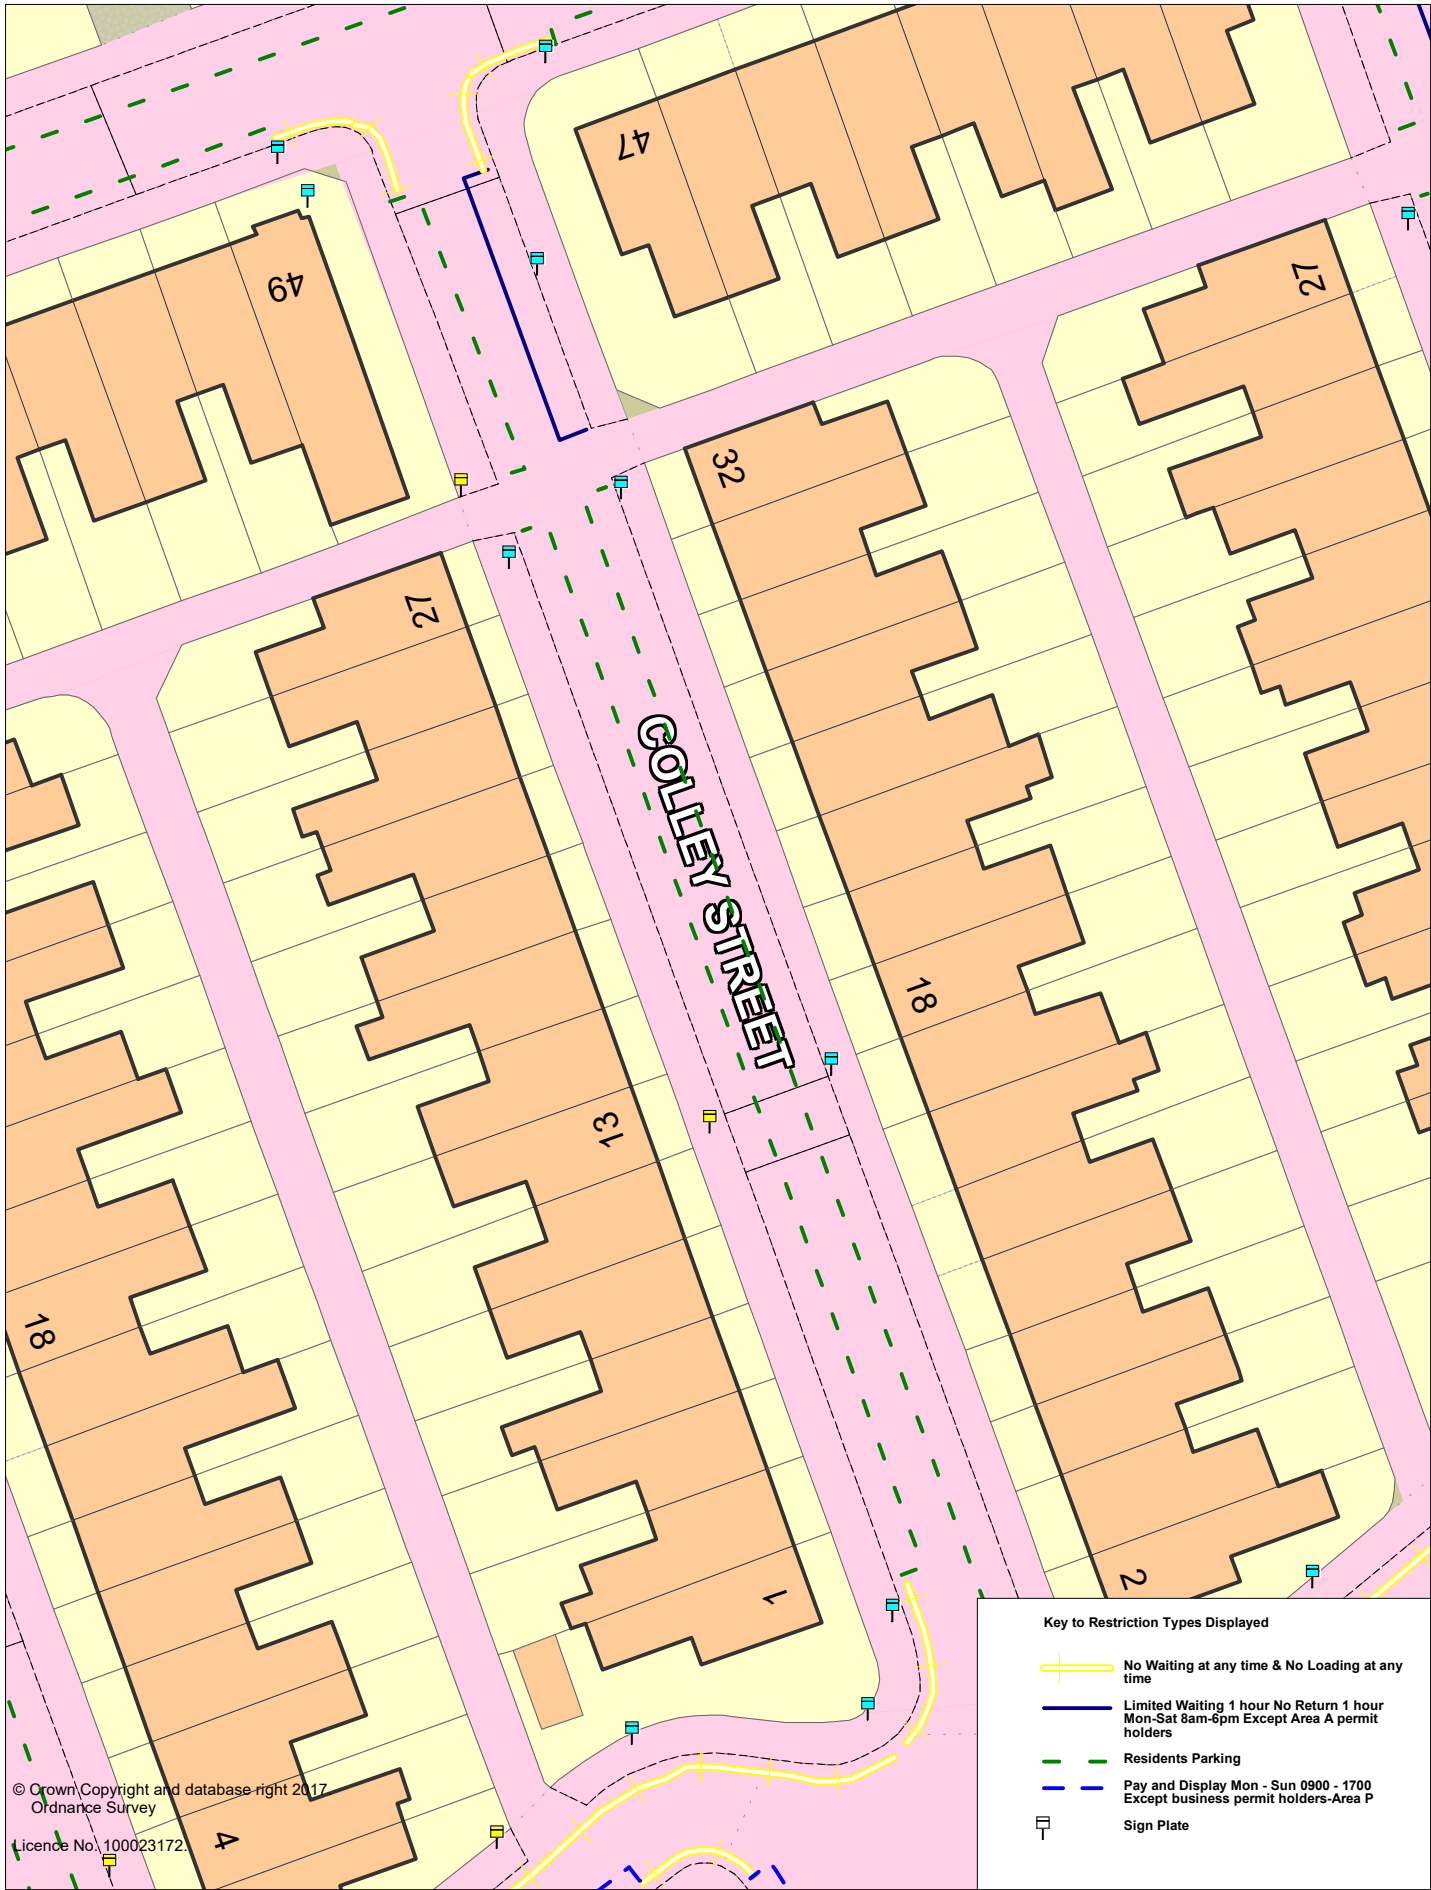 47
49
27
32
27
COLLEY STREET
18
13
18
1
2
4
Key to Restriction Types Displayed
No Waiting at any time & No Loading at any
time
Limited Waiting 1 hour No Return 1 hour
Mon-Sat 8am-6pm Except Area A permit
holders
Residents Parking
Pay and Display Mon - Sun 0900 - 1700
Except business permit holders-Area P
Sign Plate
© Crown Copyright and database right 2017.
Ordnance Survey
Licence No. 100023172.